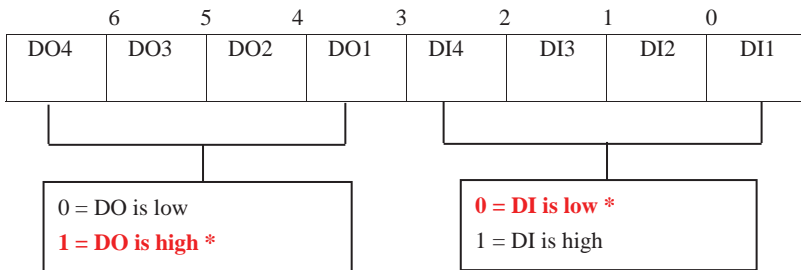 6 5 4 3 2 1 0
DO4 DO3 DO2 DO1 DI4 DI3 DI2 DI1
0 = DO is low
1 = DO is high *
0 = DI is low *
1 = DI is high